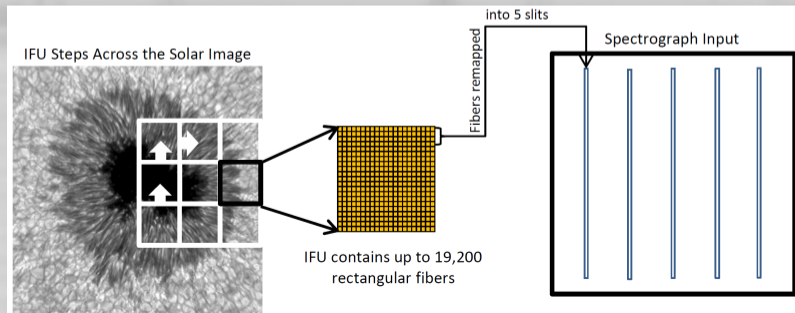 IFU Steps Across the Solar Image
Fibers remapped
into 5 slits
Spectrograph Input
IFU contains up to 19,200
rectangular fibers